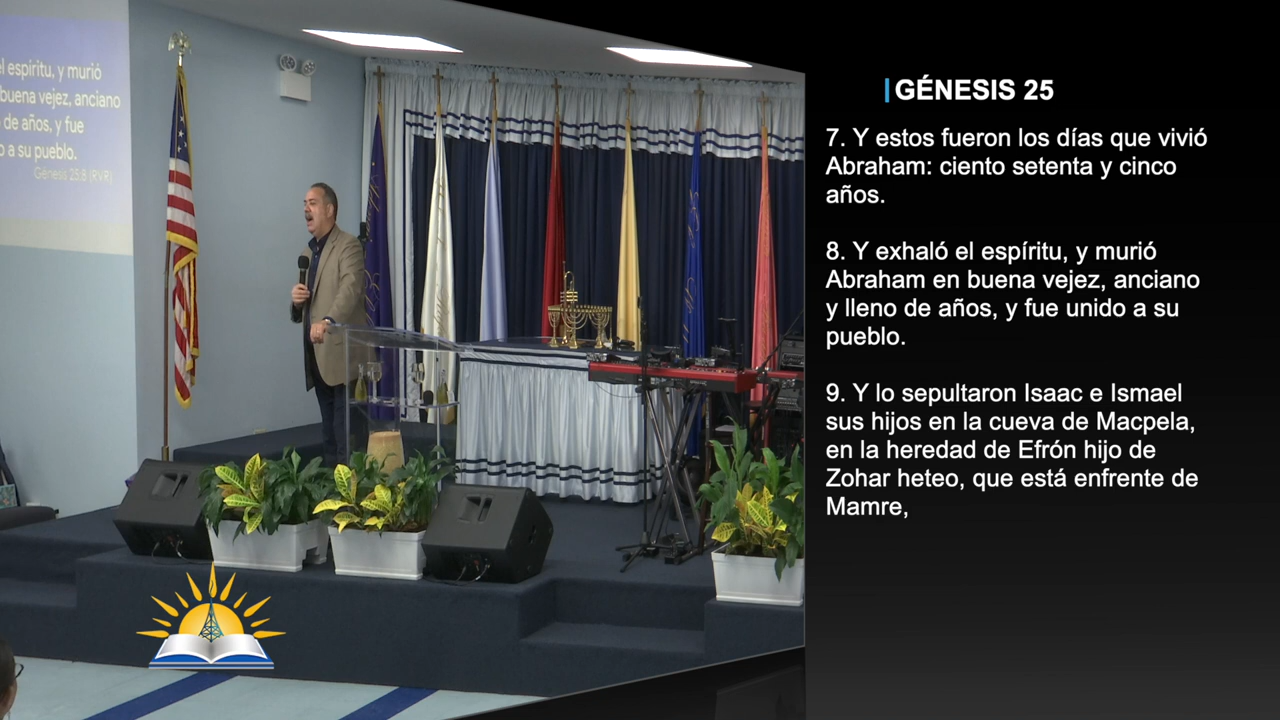 el espíritu, y murió
buena vejez, anciano
de años, y fue
a su pueblo.
Génesis 25:8 (RVR)
GÉNESIS 25
7. Y estos fueron los días que vivió
Abraham: ciento setenta y cinco
años.
8. Y exhaló el espíritu, y murió
Abraham en buena vejez, anciano
y lleno de años, y fue unido a su
pueblo.
9. Y lo sepultaron Isaac e Ismael
sus hijos en la cueva de Macpela,
en la heredad de Efrón hijo de
Zohar heteo, que está enfrente de
Mamre,